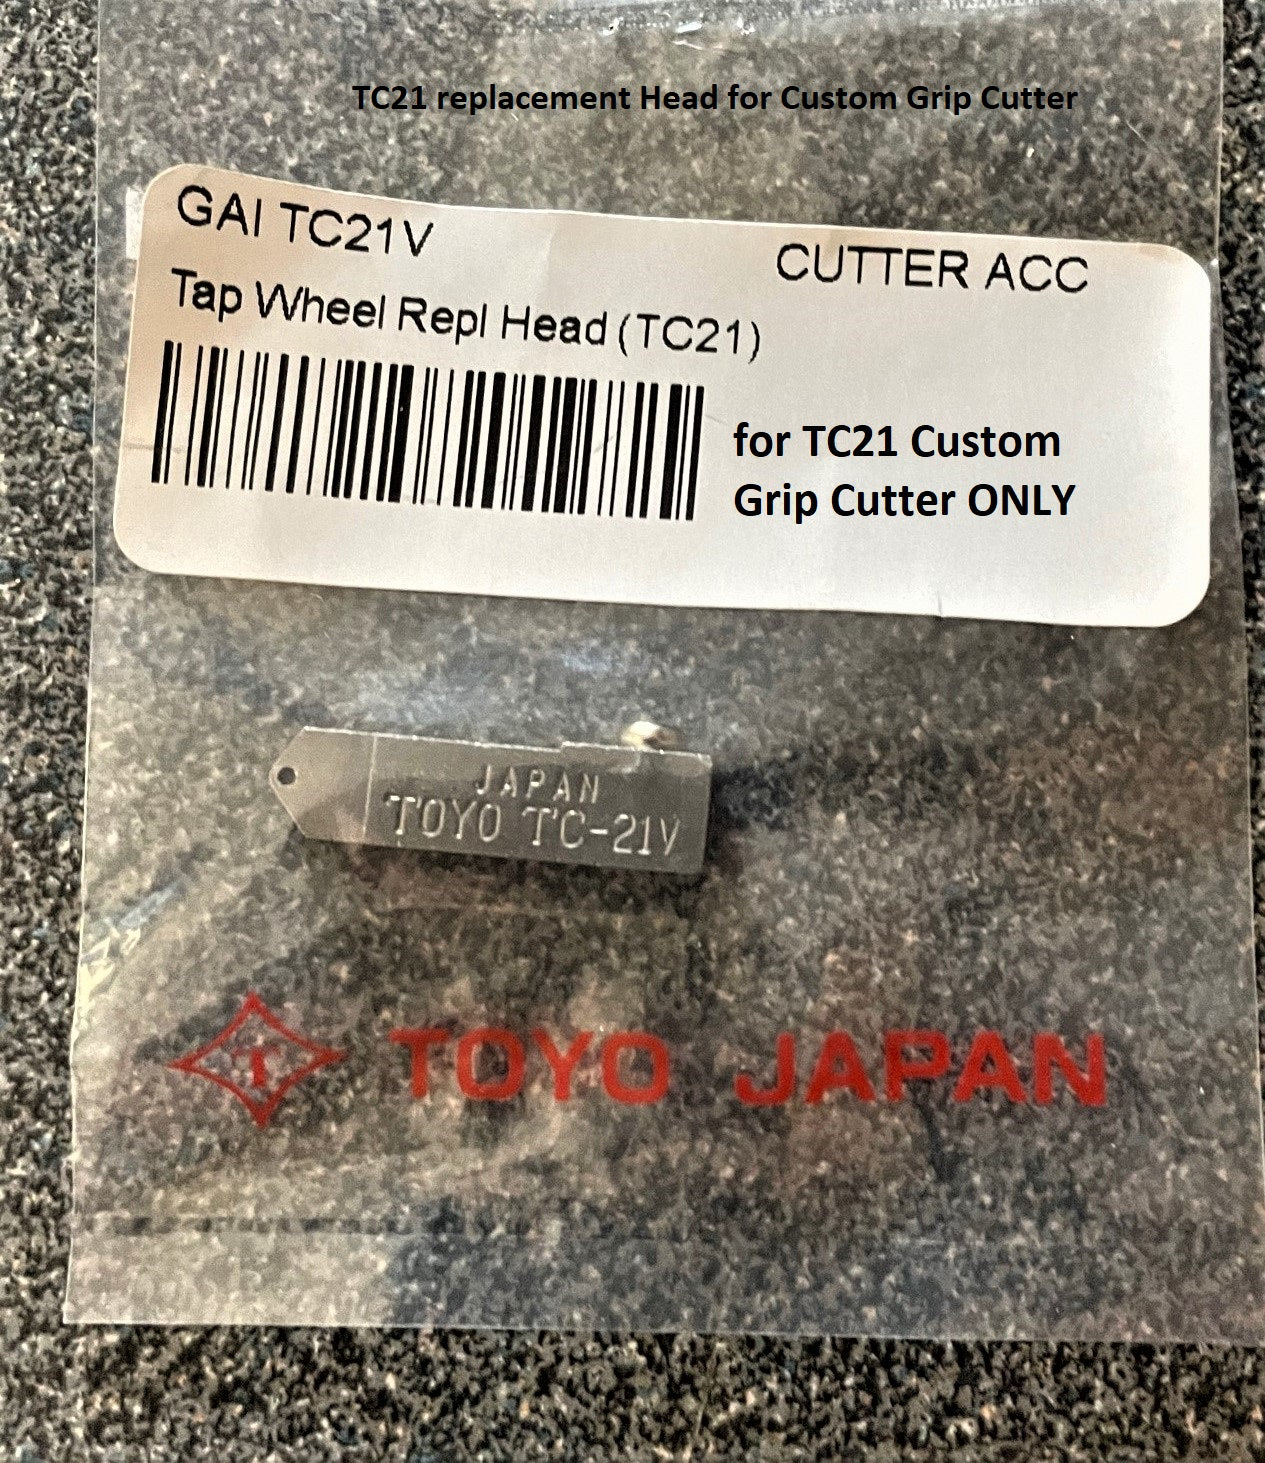 TC21 replacement Head for Custom Grip Cutter
GAI TC21V
CUTTER ACC
Tap Wheel Repl Head (TC21)
for TC21 Custom
Grip Cutter ONLY
JAPAN
TOYO TC-21V
T TOYO JAPAN